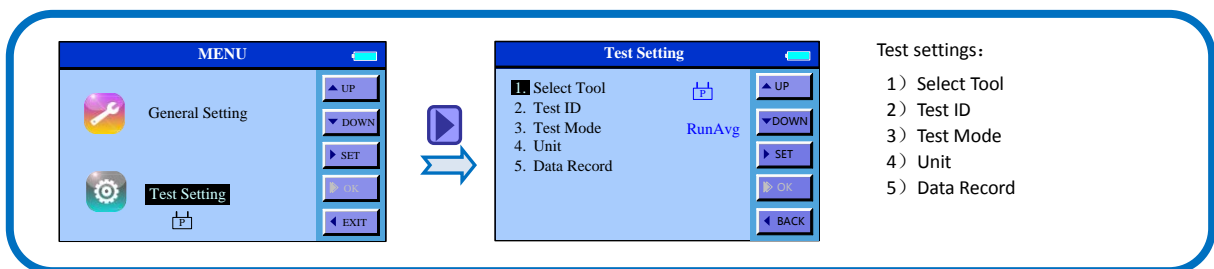 MENU
General Setting
Test Setting
P
▲ UP
▼ DOWN
▶ SET
▶ OK
◀ EXIT
Test Setting
1. Select Tool P
2. Test ID
3. Test Mode RunAvg
4. Unit
5. Data Record
▲ UP
▼DOWN
▶ SET
▶ OK
◀ BACK
Test settings：
1）Select Tool
2）Test ID
3）Test Mode
4）Unit
5）Data Record